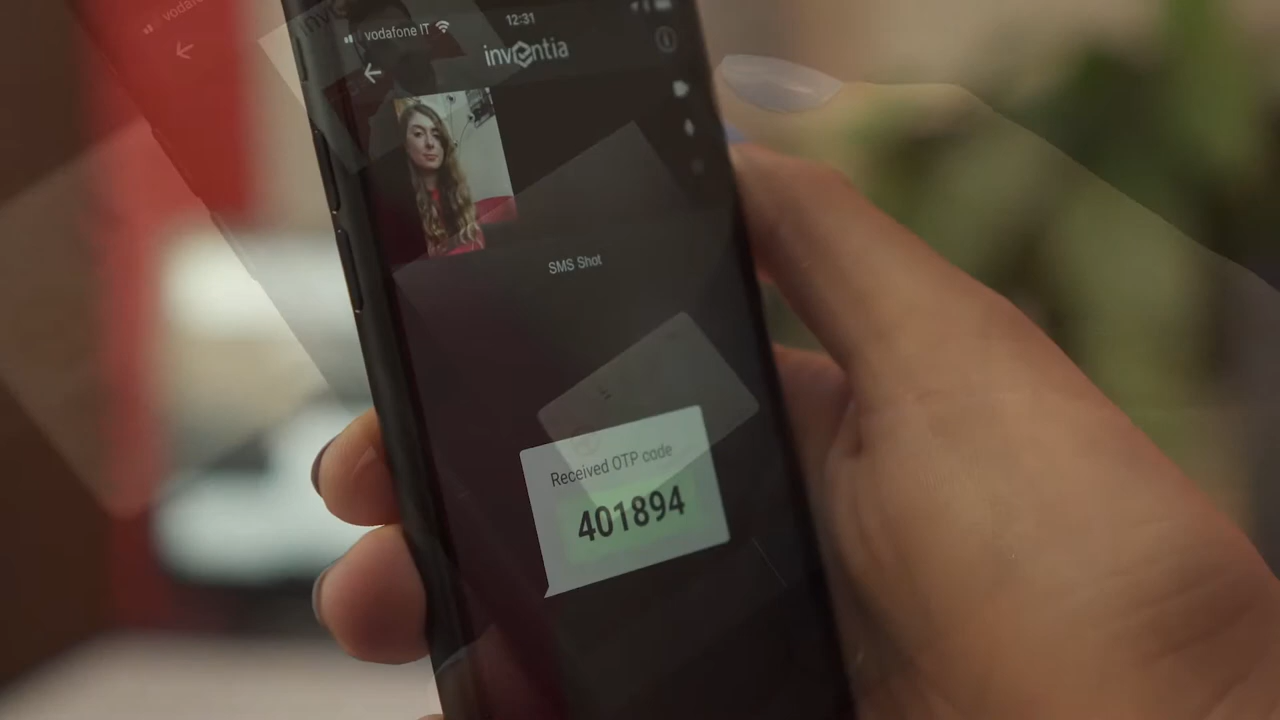 vodafone IT
12:31
inventia
SMS Shot
Received OTP code
401894